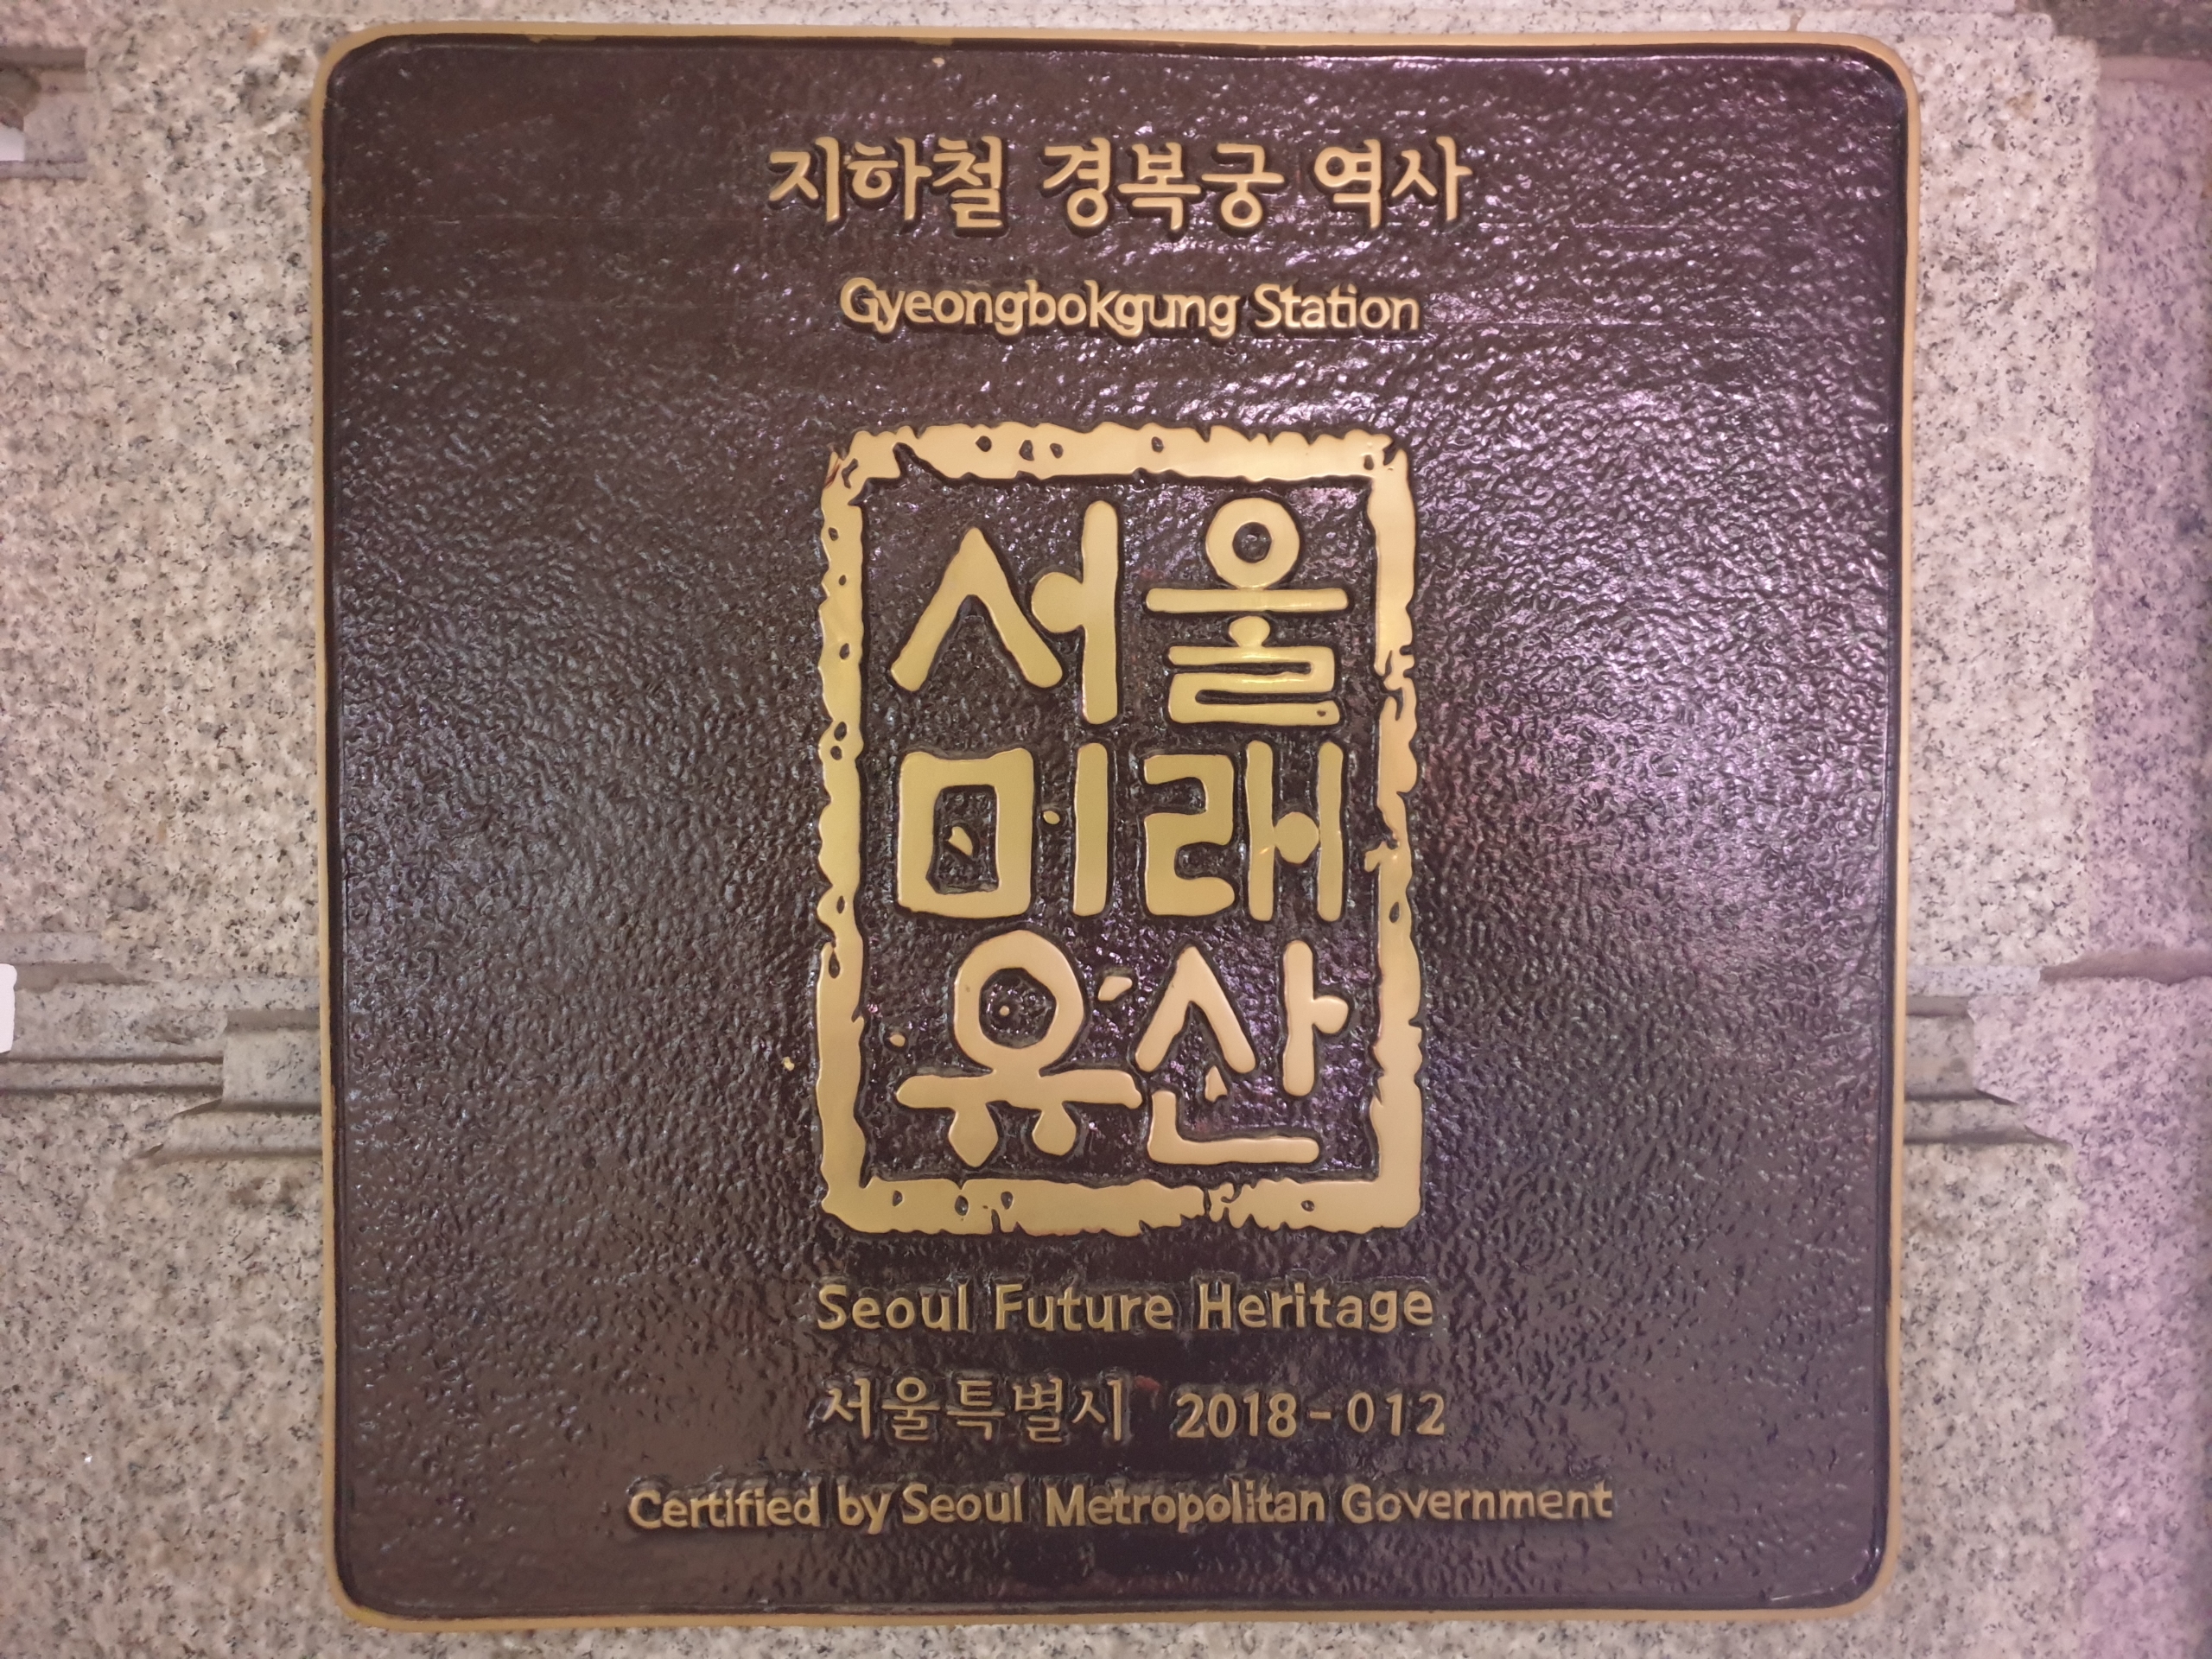 지하철 경복궁 역사
Gyeongbokgung Station
서울
미래
유산
Seoul Future Heritage
서울특별시 2018-012
Certified by Seoul Metropolitan Government